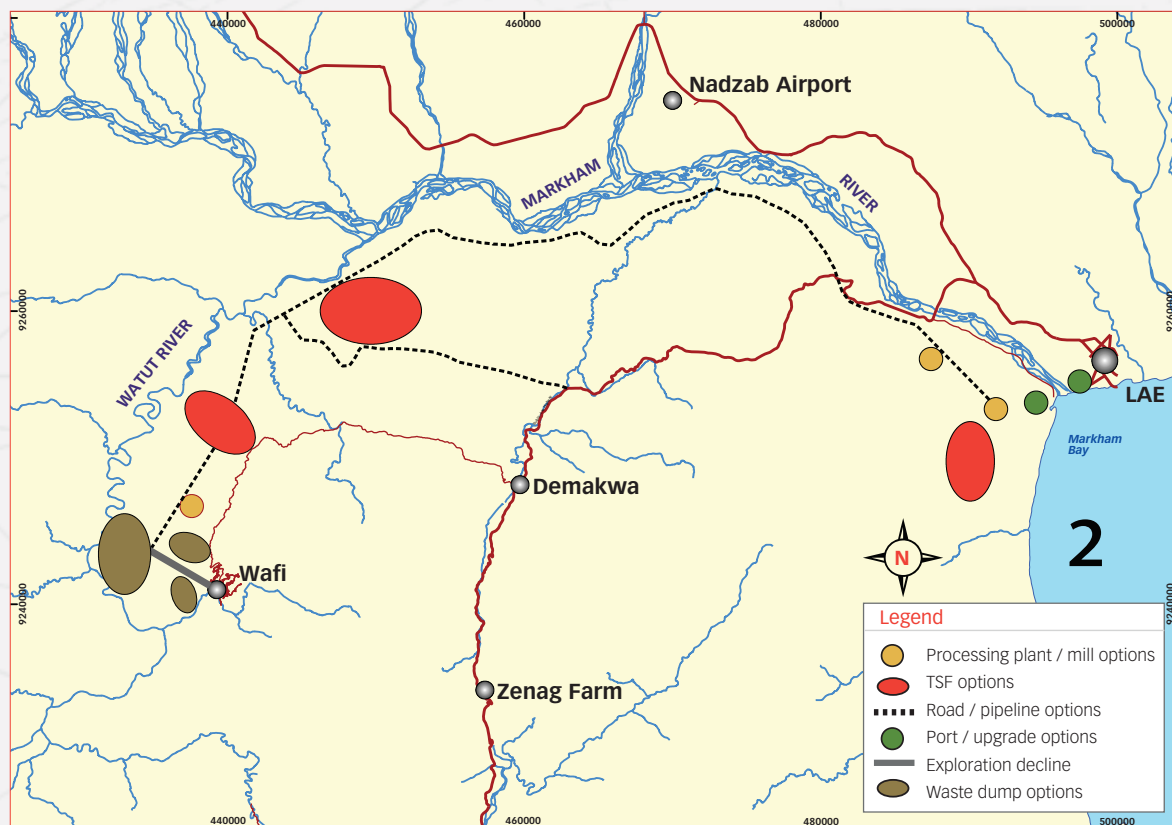 440000
460000
480000
500000
Nadzab Airport
MARKHAM
RIVER
9260000
9260000
WATUT RIVER
LAE
Markham
Bay
Demakwa
2
N
Wafi
9240000
9240000
Zenag Farm
Legend
Processing plant / mill options
TSF options
Road / pipeline options
Port / upgrade options
Exploration decline
Waste dump options
440000
460000
480000
500000